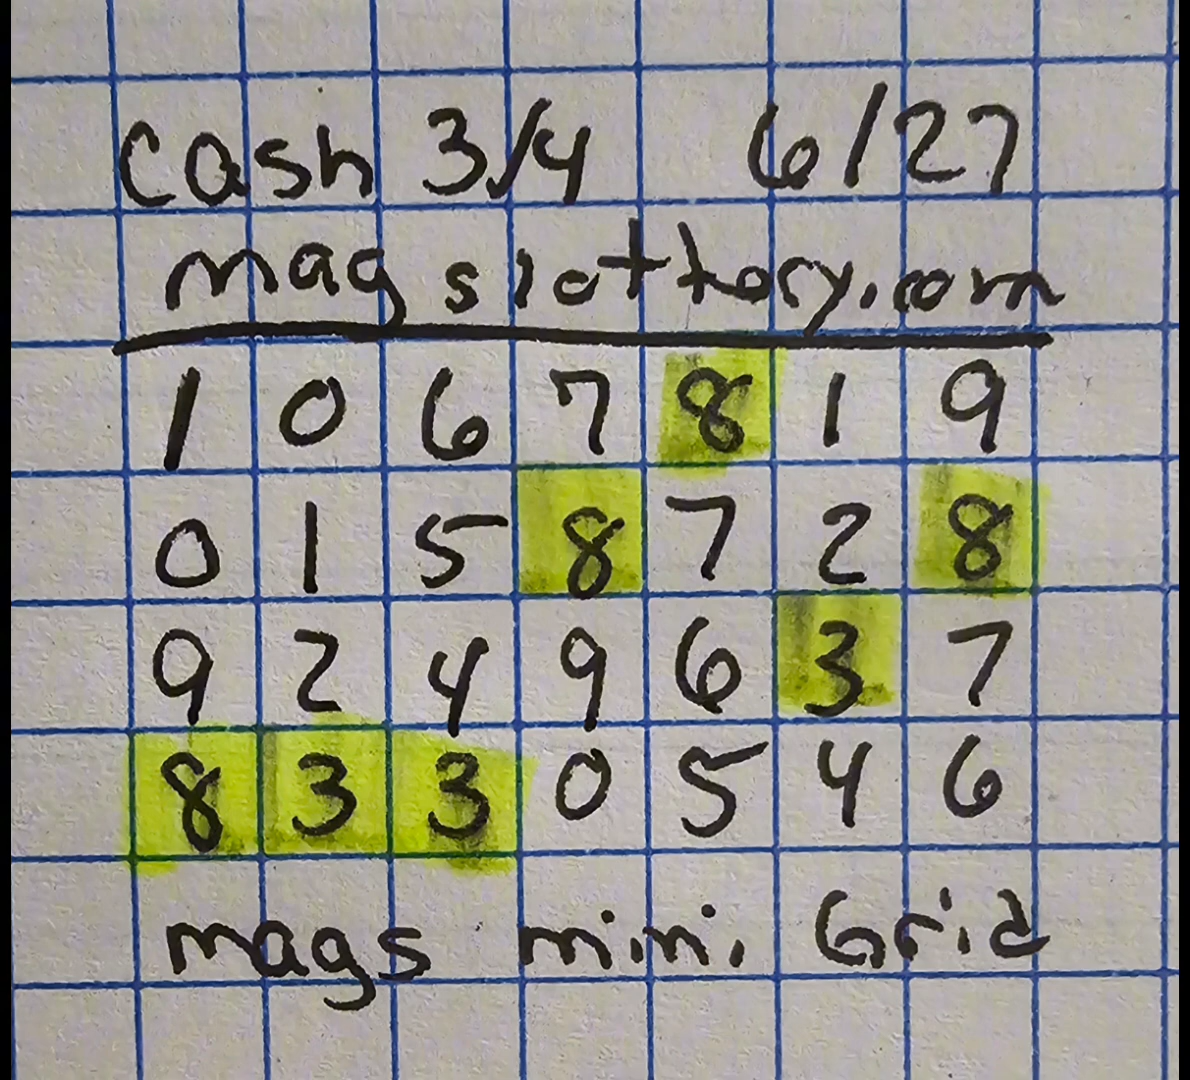 cash 3/4 6/27
magslottery.com
1 0 6 7 8 1 9
0 1 5 8 7 2 8
9 2 4 9 6 3 7
8 3 3 0 5 4 6
mags mini Grid